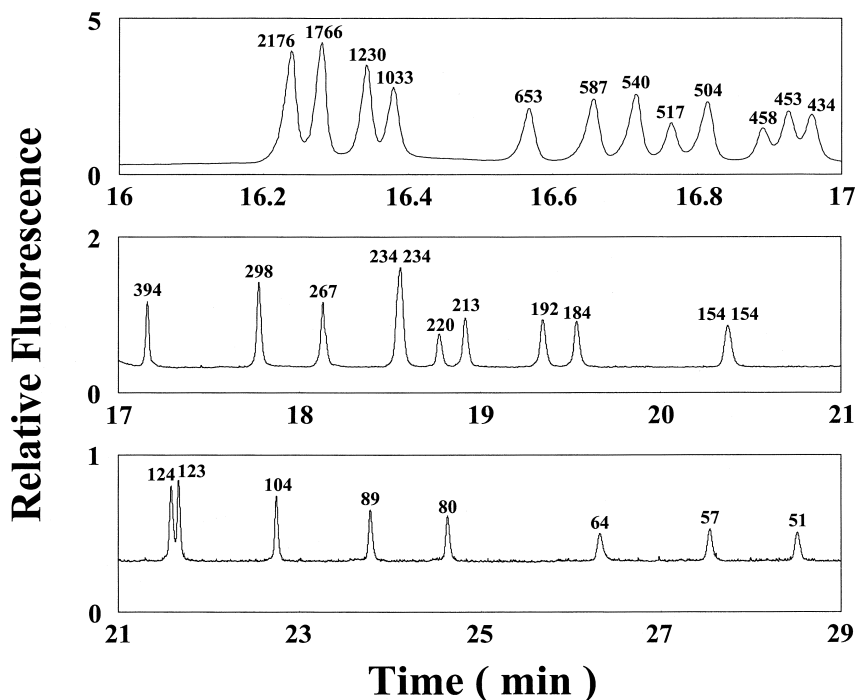 Relative Fluorescence
5
0
2176 1766 1230 1033 653 587 540 517 504 458 453 434
16 16.2 16.4 16.6 16.8 17
2
0
394 298 267 234 234 220 213 192 184 154 154
17 18 19 20 21
1
0
124 123 104 89 80 64 57 51
21 23 25 27 29
Time ( min )